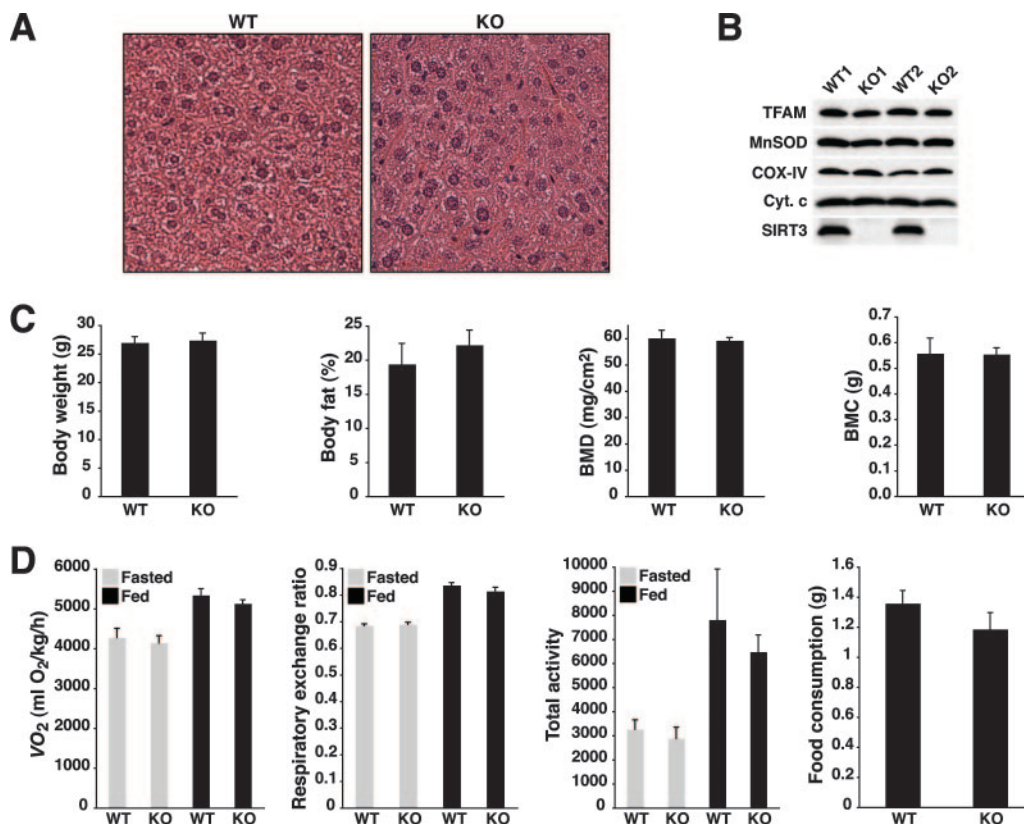 A
WT
KO
B
WT1 KO1 WT2 KO2
TFAM
MnSOD
COX-IV
Cyt. c
SIRT3
C
Body weight (g)
30
25
20
15
10
5
0
WT KO
Body fat (%)
25
20
15
10
5
0
WT KO
BMD (mg/cm²)
60
50
40
30
20
10
0
WT KO
BMC (g)
0.7
0.6
0.5
0.4
0.3
0.2
0.1
0.0
WT KO
D
VO₂ (ml O₂/kg/h)
6000
5000
4000
3000
2000
1000
0
Fasted
Fed
WT KO WT KO
Respiratory exchange ratio
0.9
0.8
0.7
0.6
0.5
0.4
0.3
0.2
0.1
0
Fasted
Fed
WT KO WT KO
Total activity
10000
9000
8000
7000
6000
5000
4000
3000
2000
1000
0
Fasted
Fed
WT KO WT KO
Food consumption (g)
1.6
1.4
1.2
1
0.8
0.6
0.4
0.2
0
WT KO